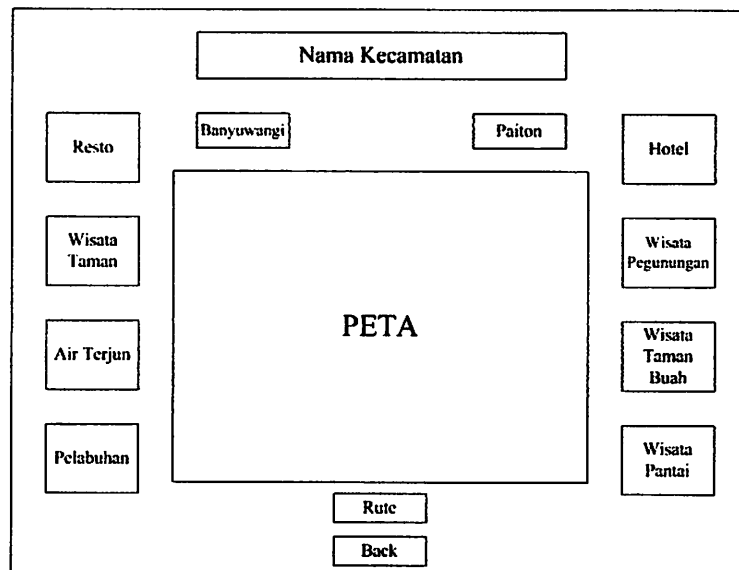 Nama Kecamatan
Banyuwangi
Paiton
Resto
Hotel
Wisata
Taman
Wisata
Pegunungan
PETA
Air Terjun
Wisata
Taman
Buah
Pelabuhan
Wisata
Pantai
Rute
Back